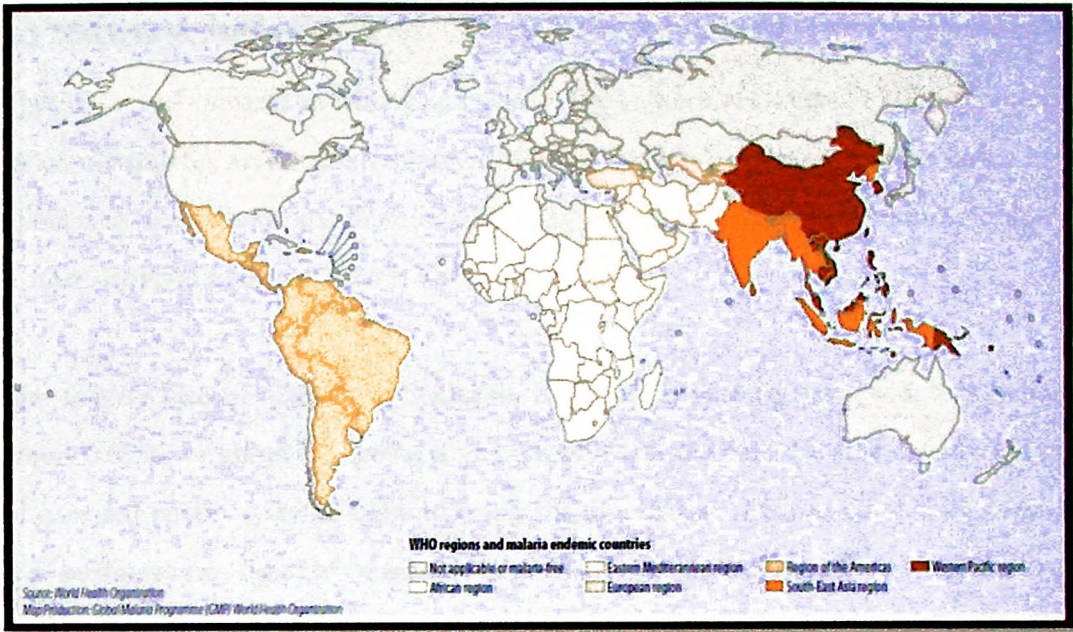 WHO regions and malaria endemic countries
Not applicable or malaria-free
African region
Eastern Mediterranean region
European region
Region of the Americas
South-East Asia region
Western Pacific region
Source: World Health Organization
Map Production: Global Malaria Programme (GMP) World Health Organization